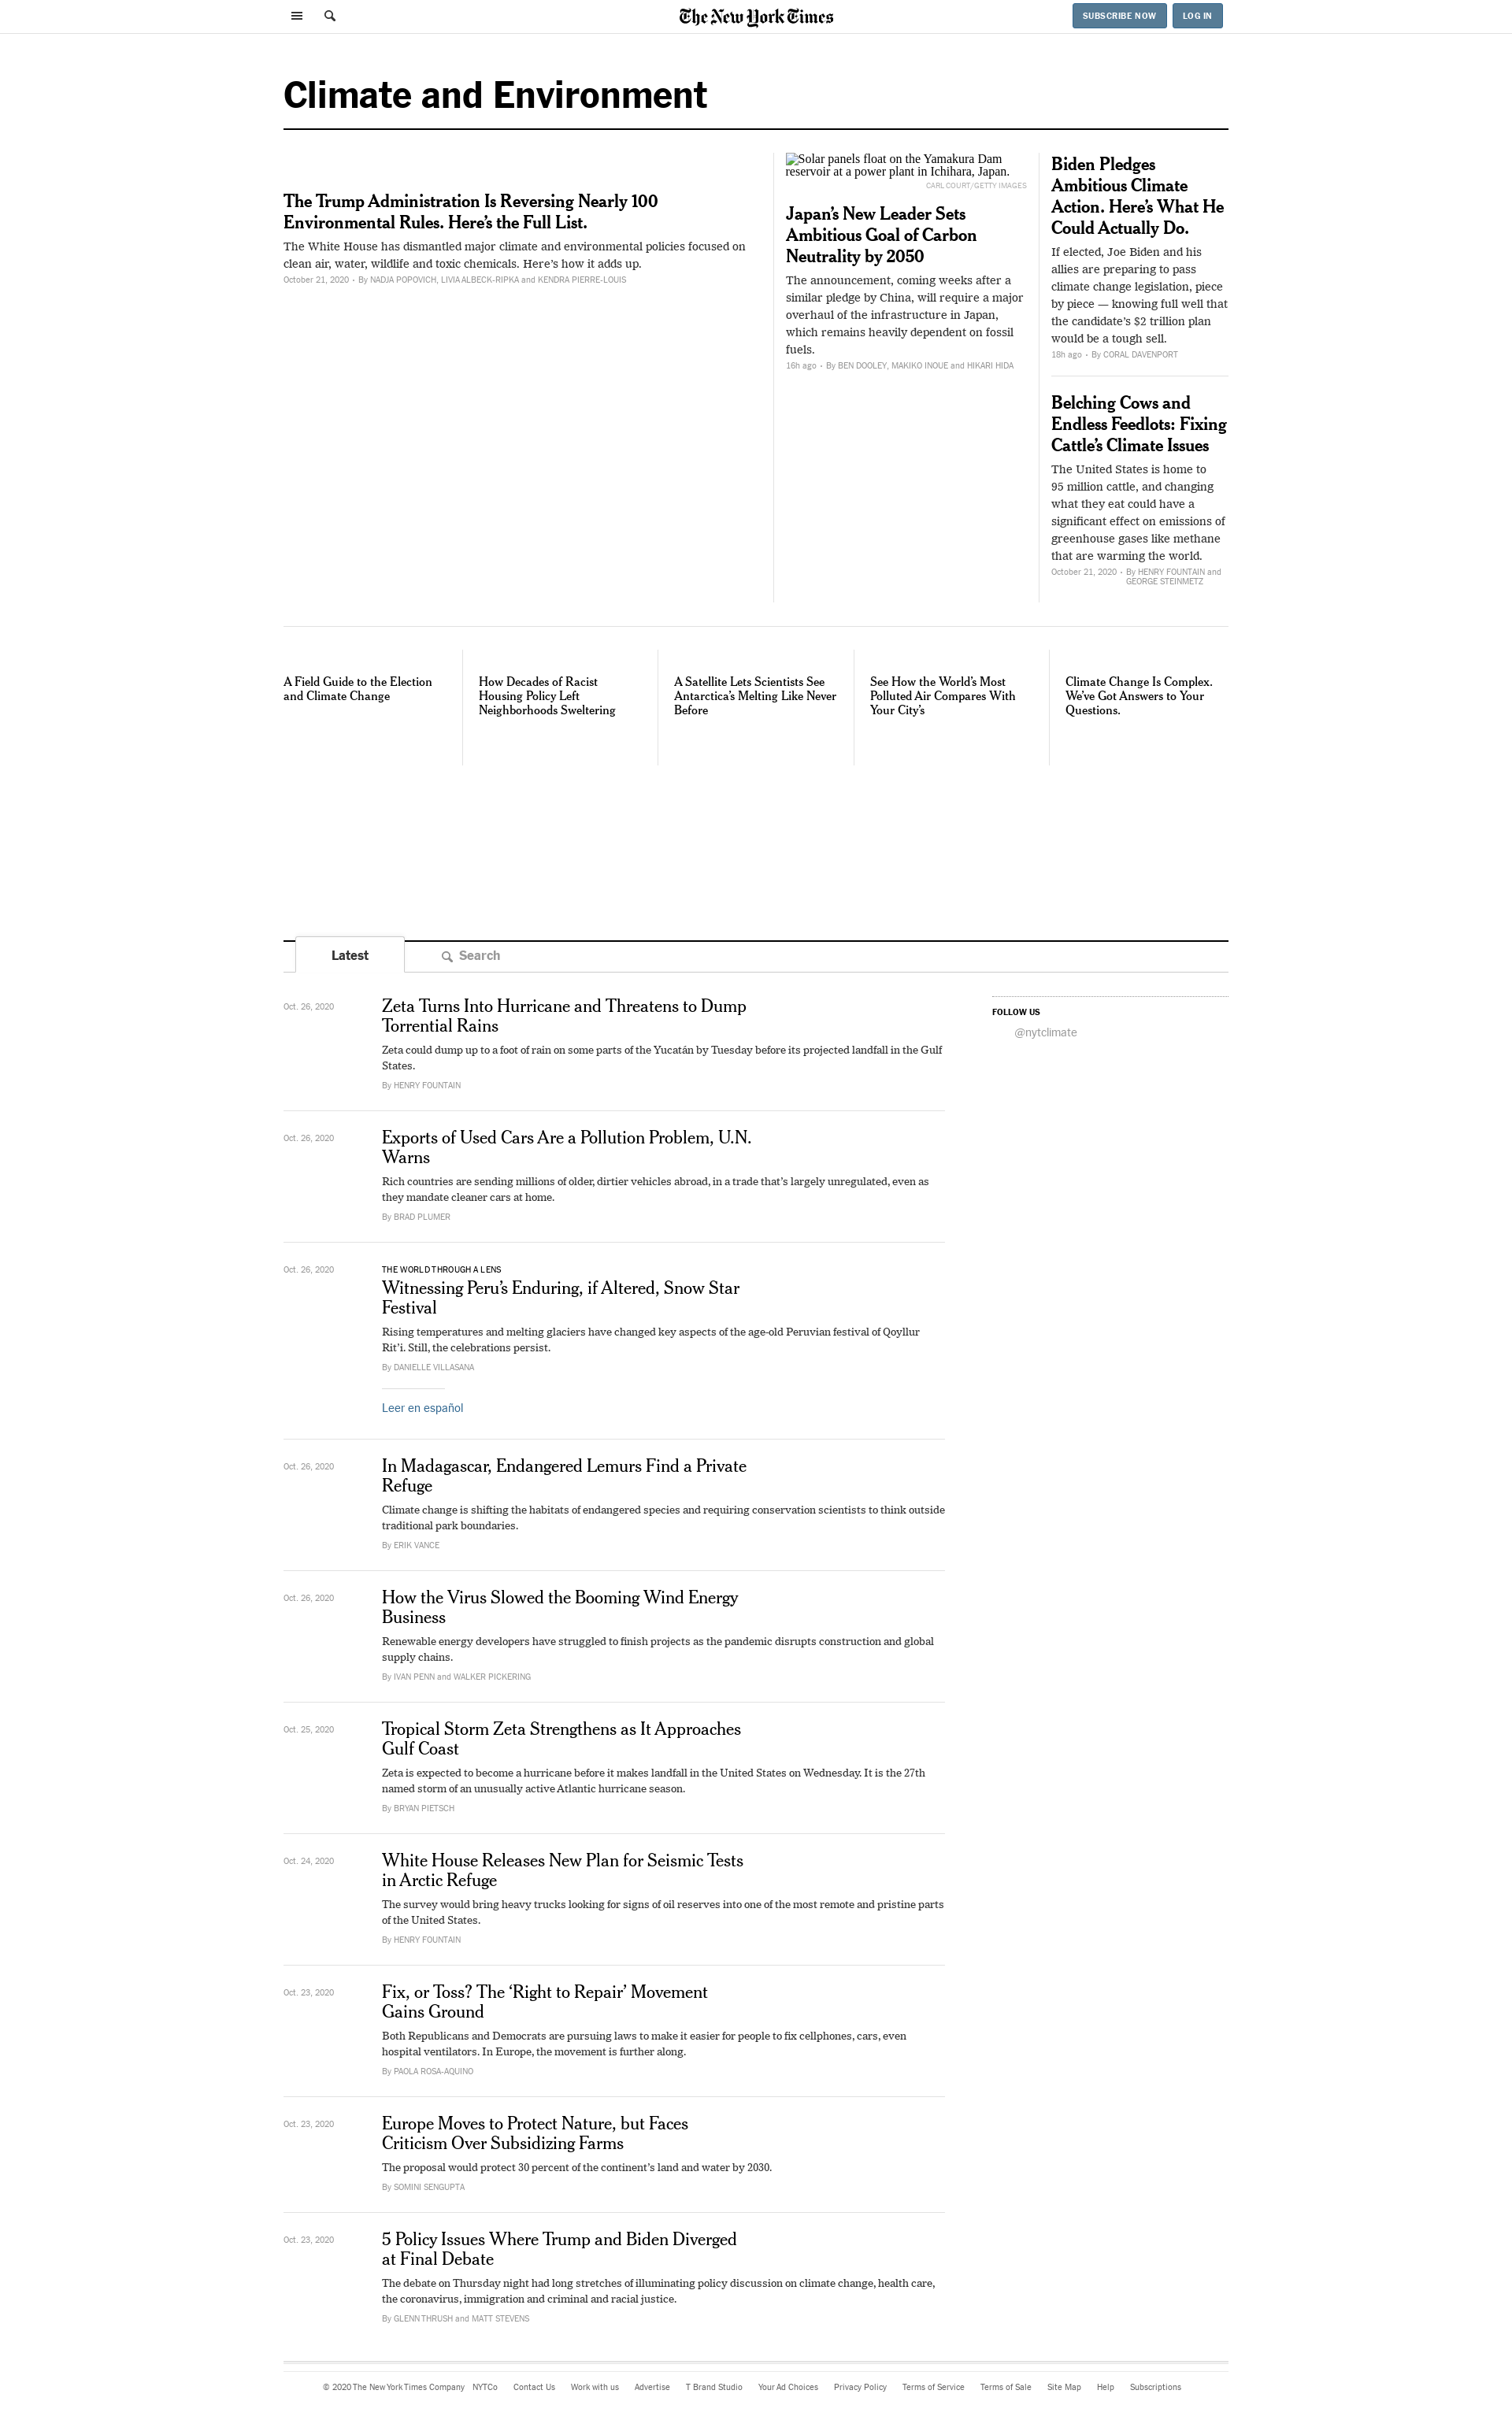 The New York Times
SUBSCRIBE NOW
LOG IN
Climate and Environment
The Trump Administration Is Reversing Nearly 100
Environmental Rules. Here’s the Full List.
The White House has dismantled major climate and environmental policies focused on
clean air, water, wildlife and toxic chemicals. Here’s how it adds up.
October 21, 2020 • By NADJA POPOVICH, LIVIA ALBECK-RIPKA and KENDRA PIERRE-LOUIS
Solar panels float on the Yamakura Dam
reservoir at a power plant in Ichihara, Japan.
CARL COURT/GETTY IMAGES
Japan’s New Leader Sets
Ambitious Goal of Carbon
Neutrality by 2050
The announcement, coming weeks after a
similar pledge by China, will require a major
overhaul of the infrastructure in Japan,
which remains heavily dependent on fossil
fuels.
16h ago • By BEN DOOLEY, MAKIKO INOUE and HIKARI HIDA
Biden Pledges
Ambitious Climate
Action. Here’s What He
Could Actually Do.
If elected, Joe Biden and his
allies are preparing to pass
climate change legislation, piece
by piece — knowing full well that
the candidate’s $2 trillion plan
would be a tough sell.
18h ago • By CORAL DAVENPORT
Belching Cows and
Endless Feedlots: Fixing
Cattle’s Climate Issues
The United States is home to
95 million cattle, and changing
what they eat could have a
significant effect on emissions of
greenhouse gases like methane
that are warming the world.
October 21, 2020 • By HENRY FOUNTAIN and
GEORGE STEINMETZ
A Field Guide to the Election
and Climate Change
How Decades of Racist
Housing Policy Left
Neighborhoods Sweltering
A Satellite Lets Scientists See
Antarctica’s Melting Like Never
Before
See How the World’s Most
Polluted Air Compares With
Your City’s
Climate Change Is Complex.
We’ve Got Answers to Your
Questions.
Latest
Search
Oct. 26, 2020
Zeta Turns Into Hurricane and Threatens to Dump
Torrential Rains
Zeta could dump up to a foot of rain on some parts of the Yucatán by Tuesday before its projected landfall in the Gulf
States.
By HENRY FOUNTAIN
FOLLOW US
@nytclimate
Oct. 26, 2020
Exports of Used Cars Are a Pollution Problem, U.N.
Warns
Rich countries are sending millions of older, dirtier vehicles abroad, in a trade that’s largely unregulated, even as
they mandate cleaner cars at home.
By BRAD PLUMER
Oct. 26, 2020
THE WORLD THROUGH A LENS
Witnessing Peru’s Enduring, if Altered, Snow Star
Festival
Rising temperatures and melting glaciers have changed key aspects of the age-old Peruvian festival of Qoyllur
Rit’i. Still, the celebrations persist.
By DANIELLE VILLASANA
Leer en español
Oct. 26, 2020
In Madagascar, Endangered Lemurs Find a Private
Refuge
Climate change is shifting the habitats of endangered species and requiring conservation scientists to think outside
traditional park boundaries.
By ERIK VANCE
Oct. 26, 2020
How the Virus Slowed the Booming Wind Energy
Business
Renewable energy developers have struggled to finish projects as the pandemic disrupts construction and global
supply chains.
By IVAN PENN and WALKER PICKERING
Oct. 25, 2020
Tropical Storm Zeta Strengthens as It Approaches
Gulf Coast
Zeta is expected to become a hurricane before it makes landfall in the United States on Wednesday. It is the 27th
named storm of an unusually active Atlantic hurricane season.
By BRYAN PIETSCH
Oct. 24, 2020
White House Releases New Plan for Seismic Tests
in Arctic Refuge
The survey would bring heavy trucks looking for signs of oil reserves into one of the most remote and pristine parts
of the United States.
By HENRY FOUNTAIN
Oct. 23, 2020
Fix, or Toss? The ‘Right to Repair’ Movement
Gains Ground
Both Republicans and Democrats are pursuing laws to make it easier for people to fix cellphones, cars, even
hospital ventilators. In Europe, the movement is further along.
By PAOLA ROSA-AQUINO
Oct. 23, 2020
Europe Moves to Protect Nature, but Faces
Criticism Over Subsidizing Farms
The proposal would protect 30 percent of the continent’s land and water by 2030.
By SOMINI SENGUPTA
Oct. 23, 2020
5 Policy Issues Where Trump and Biden Diverged
at Final Debate
The debate on Thursday night had long stretches of illuminating policy discussion on climate change, health care,
the coronavirus, immigration and criminal and racial justice.
By GLENN THRUSH and MATT STEVENS
© 2020 The New York Times Company NYTCo Contact Us Work with us Advertise T Brand Studio Your Ad Choices Privacy Policy Terms of Service Terms of Sale Site Map Help Subscriptions